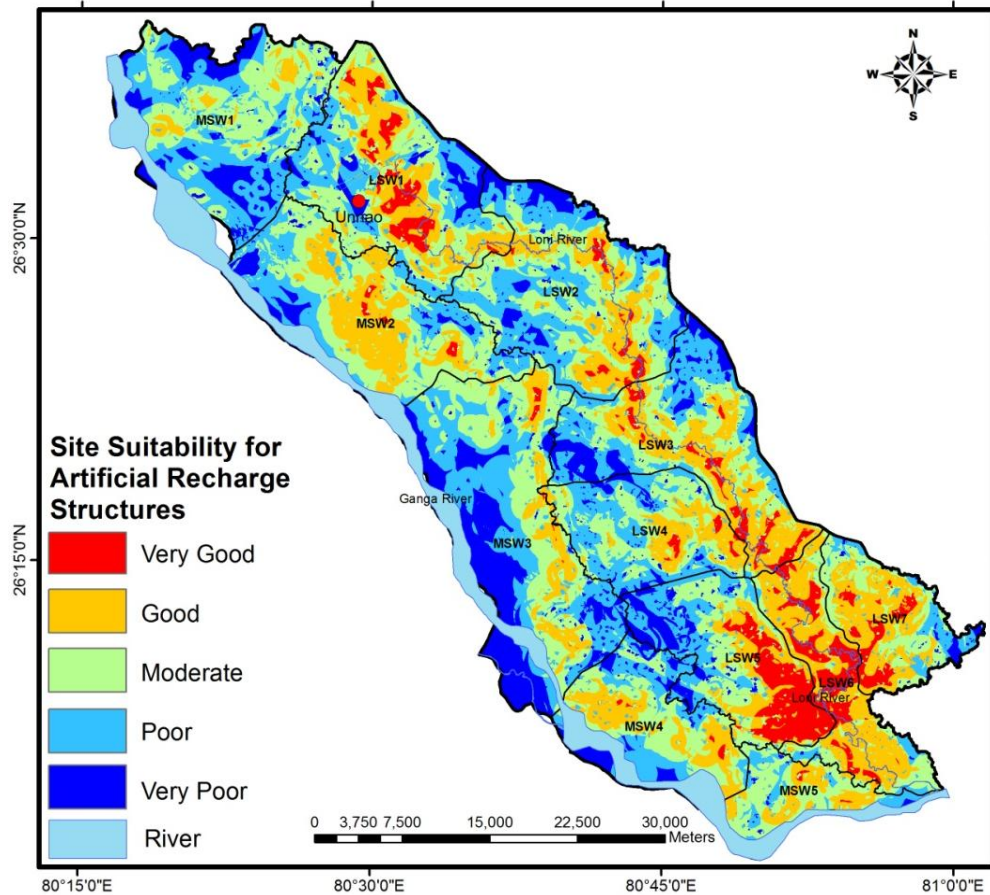 N
W E
S
MSW1
LSW1
Unnao
26°30'0"N
Loni River
LSW2
MSW2
LSW3
Site Suitability for
Artificial Recharge
Structures
Ganga River
LSW4
MSW3
26°15'0"N
Very Good
Good
LSW7
Moderate
LSW5
LSW6
Loni River
MSW4
Poor
Very Poor
MSW5
River
0 3,750 7,500 15,000 22,500 30,000
Meters
80°15'0"E 80°30'0"E 80°45'0"E 81°0'0"E